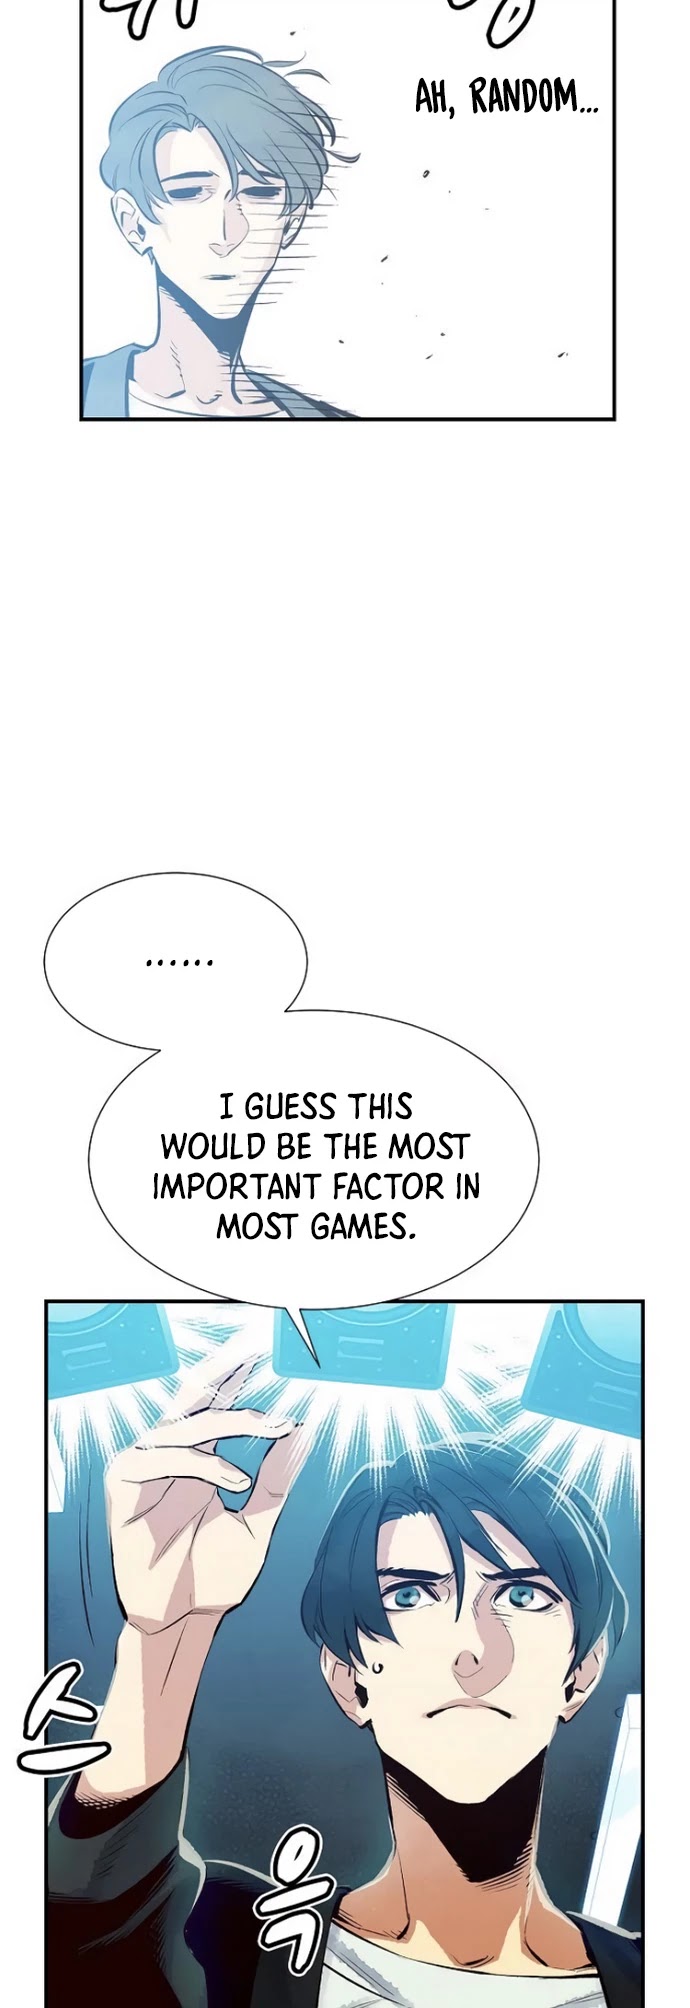 AH, RANDOM...
......
I GUESS THIS
WOULD BE THE MOST
IMPORTANT FACTOR IN
MOST GAMES.
스
윽